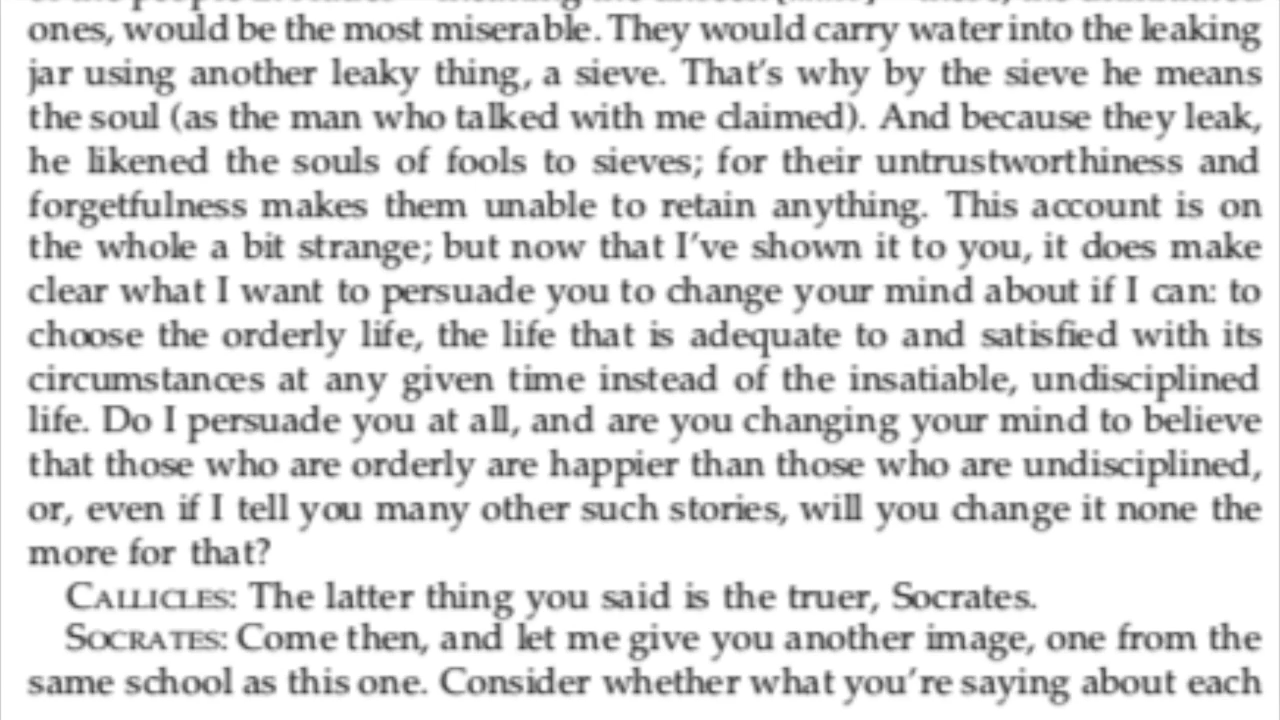 ones, would be the most miserable. They would carry water into the leaking
jar using another leaky thing, a sieve. That's why by the sieve he means
the soul (as the man who talked with me claimed). And because they leak,
he likened the souls of fools to sieves; for their untrustworthiness and
forgetfulness makes them unable to retain anything. This account is on
the whole a bit strange; but now that I've shown it to you, it does make
clear what I want to persuade you to change your mind about if I can: to
choose the orderly life, the life that is adequate to and satisfied with its
circumstances at any given time instead of the insatiable, undisciplined
life. Do I persuade you at all, and are you changing your mind to believe
that those who are orderly are happier than those who are undisciplined,
or, even if I tell you many other such stories, will you change it none the
more for that?
CALLICLES: The latter thing you said is the truer, Socrates.
SOCRATES: Come then, and let me give you another image, one from the
same school as this one. Consider whether what you're saying about each